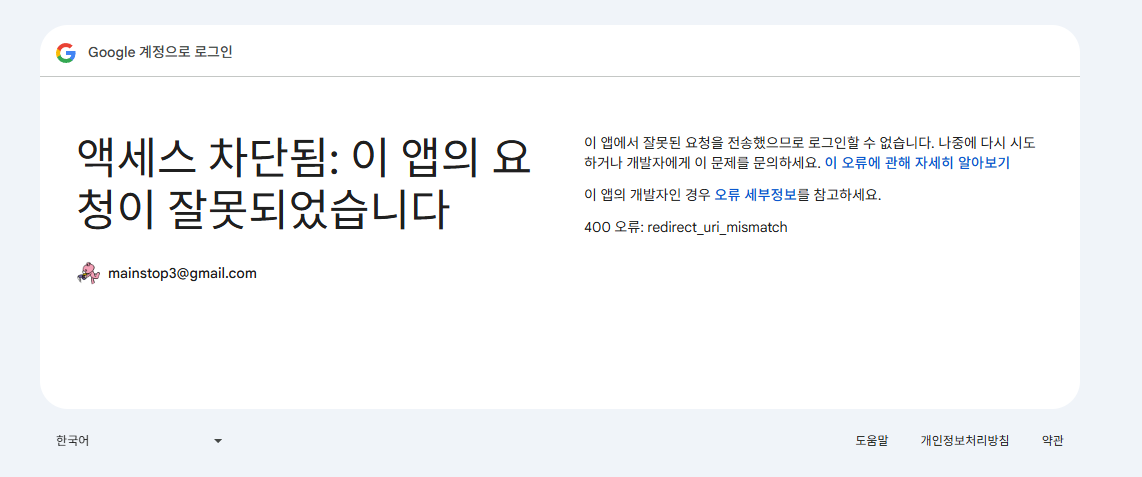 Google 계정으로 로그인
액세스 차단됨: 이 앱의 요
청이 잘못되었습니다
mainstop3@gmail.com
이 앱에서 잘못된 요청을 전송했으므로 로그인할 수 없습니다. 나중에 다시 시도
하거나 개발자에게 이 문제를 문의하세요. 이 오류에 관해 자세히 알아보기
이 앱의 개발자인 경우 오류 세부정보를 참고하세요.
400 오류: redirect_uri_mismatch
한국어
도움말 개인정보처리방침 약관